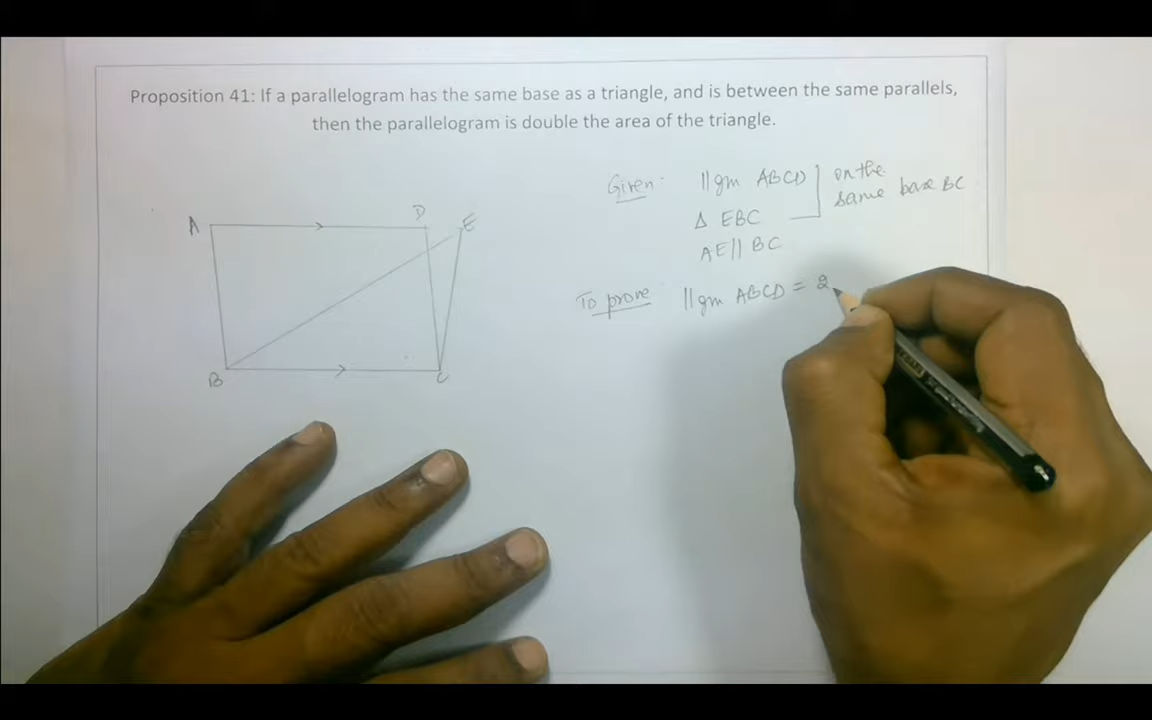 Proposition 41: If a parallelogram has the same base as a triangle, and is between the same parallels,
then the parallelogram is double the area of the triangle.
Given: ||gm ABCD on the
△ EBC same base BC
AE || BC
To prove ||gm ABCD = 2
A D E
B C